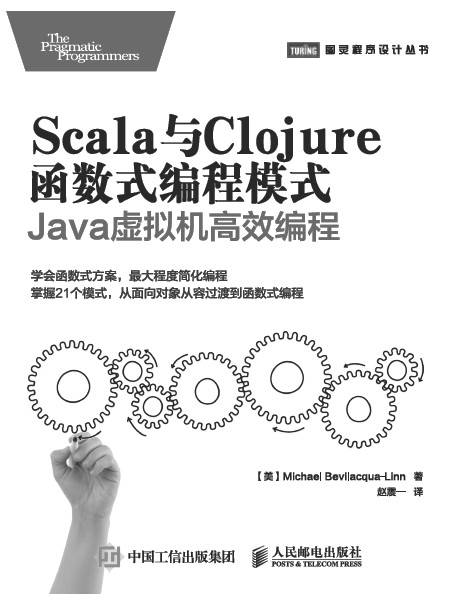 The
Pragmatic
Programmers
TURING 图灵程序设计丛书
Scala与Clojure
函数式编程模式
Java虚拟机高效编程
学会函数式方案，最大程度简化编程
掌握21个模式，从面向对象从容过渡到函数式编程
【美】Michael Bevilacqua-Linn 著
赵震一 译
中国工信出版集团
人民邮电出版社
POSTS & TELECOM PRESS